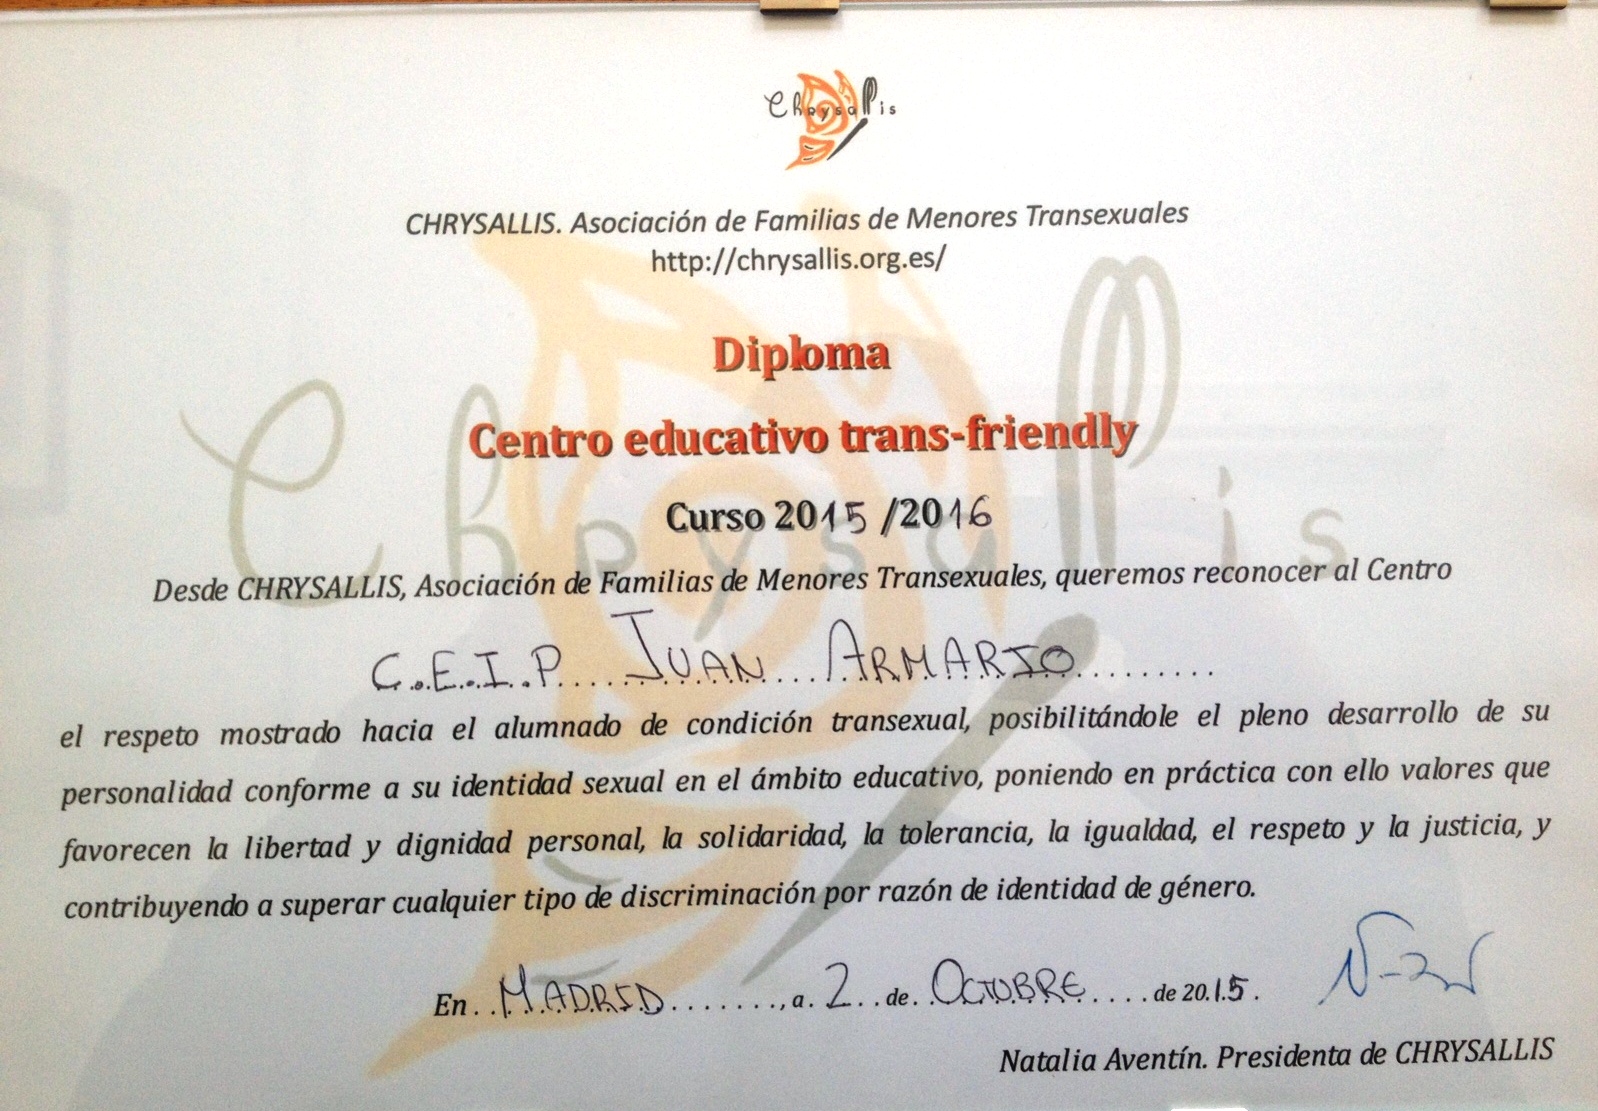 Chrysallis
CHRYSALLIS. Asociación de Familias de Menores Transexuales
http://chrysallis.org.es/
Diploma
Centro educativo trans-friendly
Curso 2015 /2016
Desde CHRYSALLIS, Asociación de Familias de Menores Transexuales, queremos reconocer al Centro
C.E.I.P. JUAN ARMARIO
el respeto mostrado hacia el alumnado de condición transexual, posibilitándole el pleno desarrollo de su
personalidad conforme a su identidad sexual en el ámbito educativo, poniendo en práctica con ello valores que
favorecen la libertad y dignidad personal, la solidaridad, la tolerancia, la igualdad, el respeto y la justicia, y
contribuyendo a superar cualquier tipo de discriminación por razón de identidad de género.
En MADRID, a 2 de OCTUBRE de 2015.
Natalia Aventín. Presidenta de CHRYSALLIS